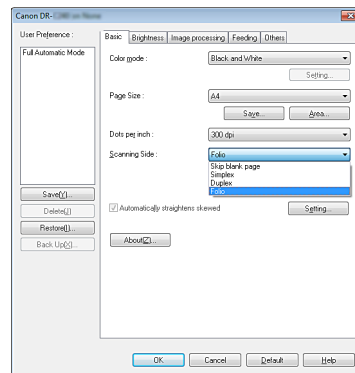 Canon DR-
User Preference :
Full Automatic Mode
Save(Y)...
Delete(J)
Restore(I)...
Back Up(X)...
Basic Brightness Image processing Feeding Others
Color mode : Black and White
Setting...
Page Size : A4
Save... Area...
Dots per inch : 300 dpi
Scanning Side : Folio
Skip blank page
Simplex
Duplex
Folio
Automatically straightens skewed Setting...
About(Z)...
OK Cancel Default Help